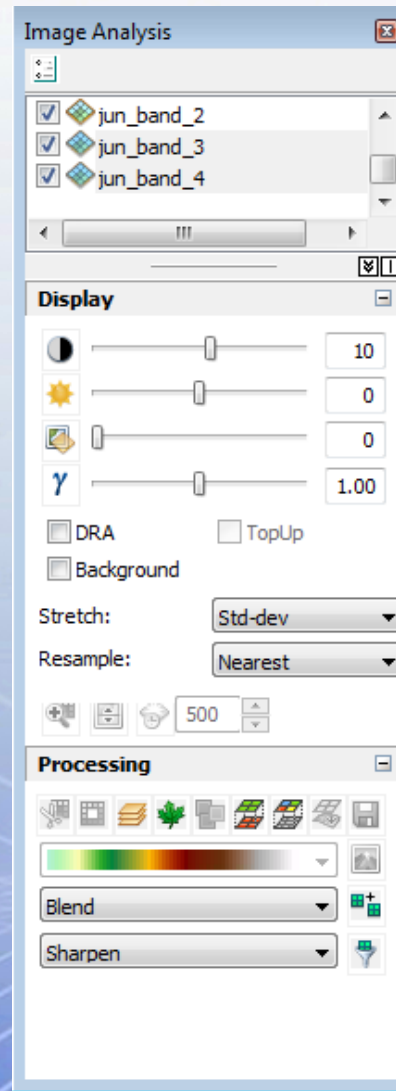 Image Analysis
jun_band_2
jun_band_3
jun_band_4
Display
10
0
0
γ 1.00
DRA TopUp
Background
Stretch: Std-dev
Resample: Nearest
500
Processing
Blend
Sharpen